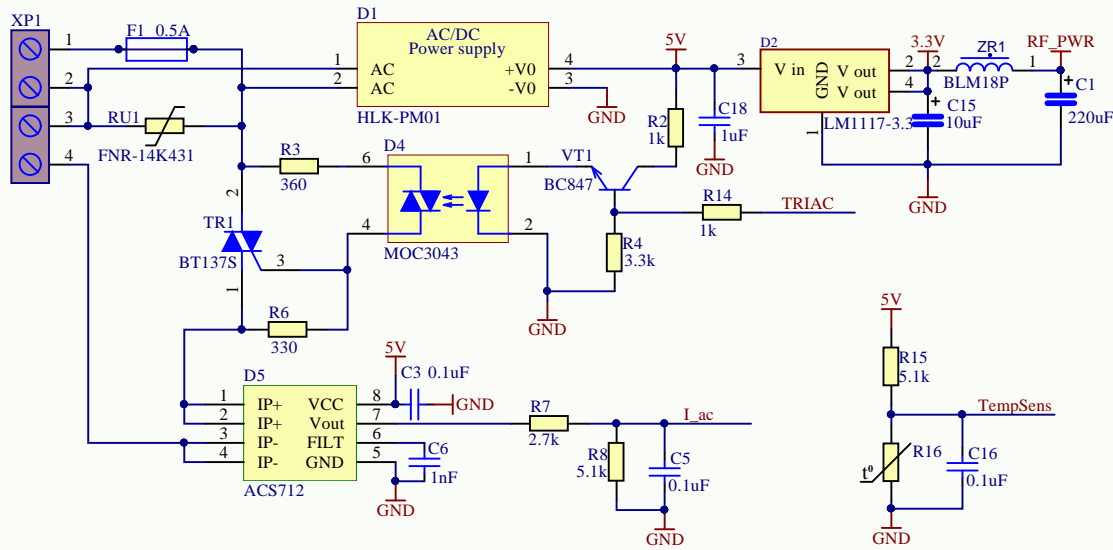 XP1
1
2
3
4
F1 0.5A
RU1
FNR-14K431
D1
AC/DC
Power supply
1
2
AC
AC
+V0
-V0
4
3
HLK-PM01
GND
5V
R2
1k
C18
1uF
GND
D2
3
V in
GND
V out
V out
2
4
1
LM1117-3.3
3.3V
2
ZR1
BLM18P
1
RF_PWR
C15
10uF
C1
220uF
GND
R3
360
D4
6
4
1
2
MOC3043
VT1
BC847
R14
1k
TRIAC
R4
3.3k
GND
2
TR1
BT137S
3
1
R6
330
D5
1
2
3
4
IP+
IP+
IP-
IP-
VCC
Vout
FILT
GND
8
7
6
5
ACS712
5V
C3 0.1uF
GND
C6
1nF
GND
R7
2.7k
I_ac
R8
5.1k
C5
0.1uF
GND
5V
R15
5.1k
TempSens
t°
R16
C16
0.1uF
GND